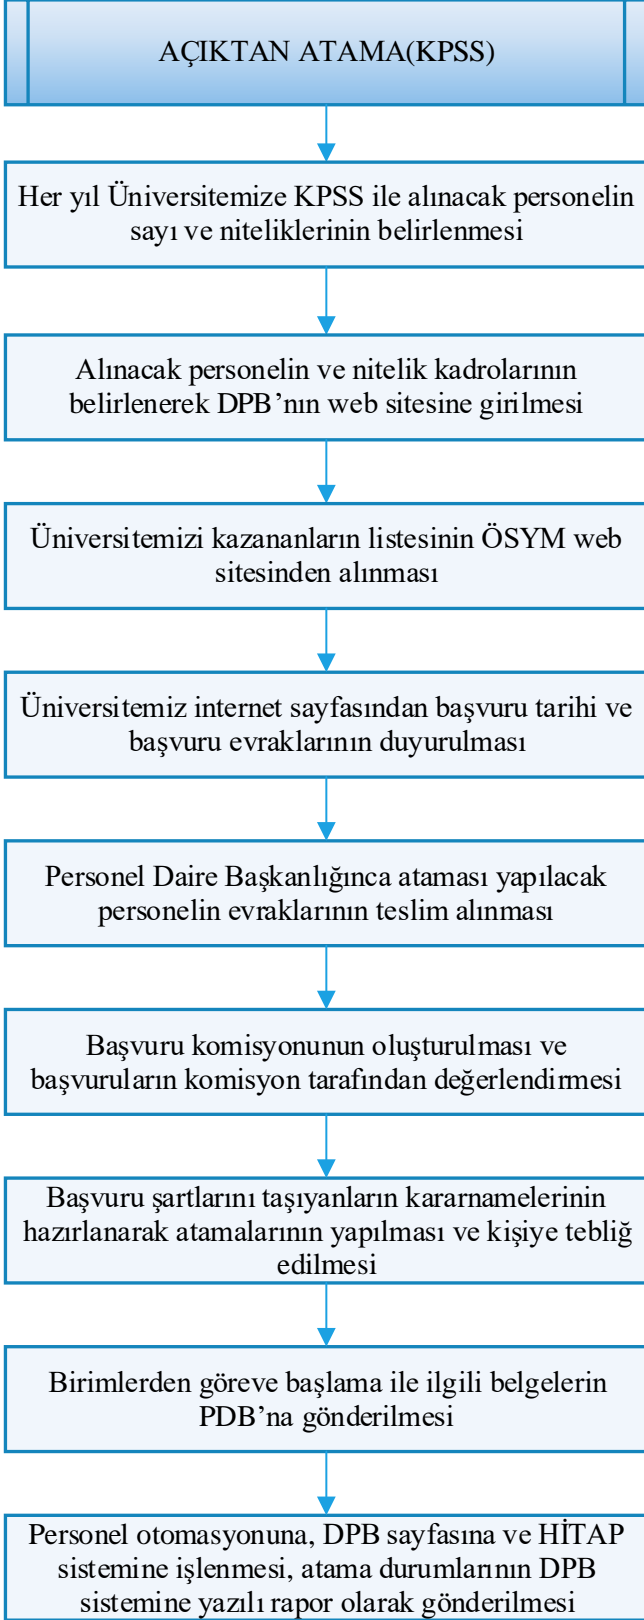 AÇIKTAN ATAMA(KPSS)
Her yıl Üniversitemize KPSS ile alınacak personelin
sayı ve niteliklerinin belirlenmesi
Alınacak personelin ve nitelik kadrolarının
belirlenerek DPB’nın web sitesine girilmesi
Üniversitemizi kazananların listesinin ÖSYM web
sitesinden alınması
Üniversitemiz internet sayfasından başvuru tarihi ve
başvuru evraklarının duyurulması
Personel Daire Başkanlığınca ataması yapılacak
personelin evraklarının teslim alınması
Başvuru komisyonunun oluşturulması ve
başvuruların komisyon tarafından değerlendirmesi
Başvuru şartlarını taşıyanların kararnamelerinin
hazırlanarak atamalarının yapılması ve kişiye tebliğ
edilmesi
Birimlerden göreve başlama ile ilgili belgelerin
PDB’na gönderilmesi
Personel otomasyonuna, DPB sayfasına ve HİTAP
sistemine işlenmesi, atama durumlarının DPB
sistemine yazılı rapor olarak gönderilmesi